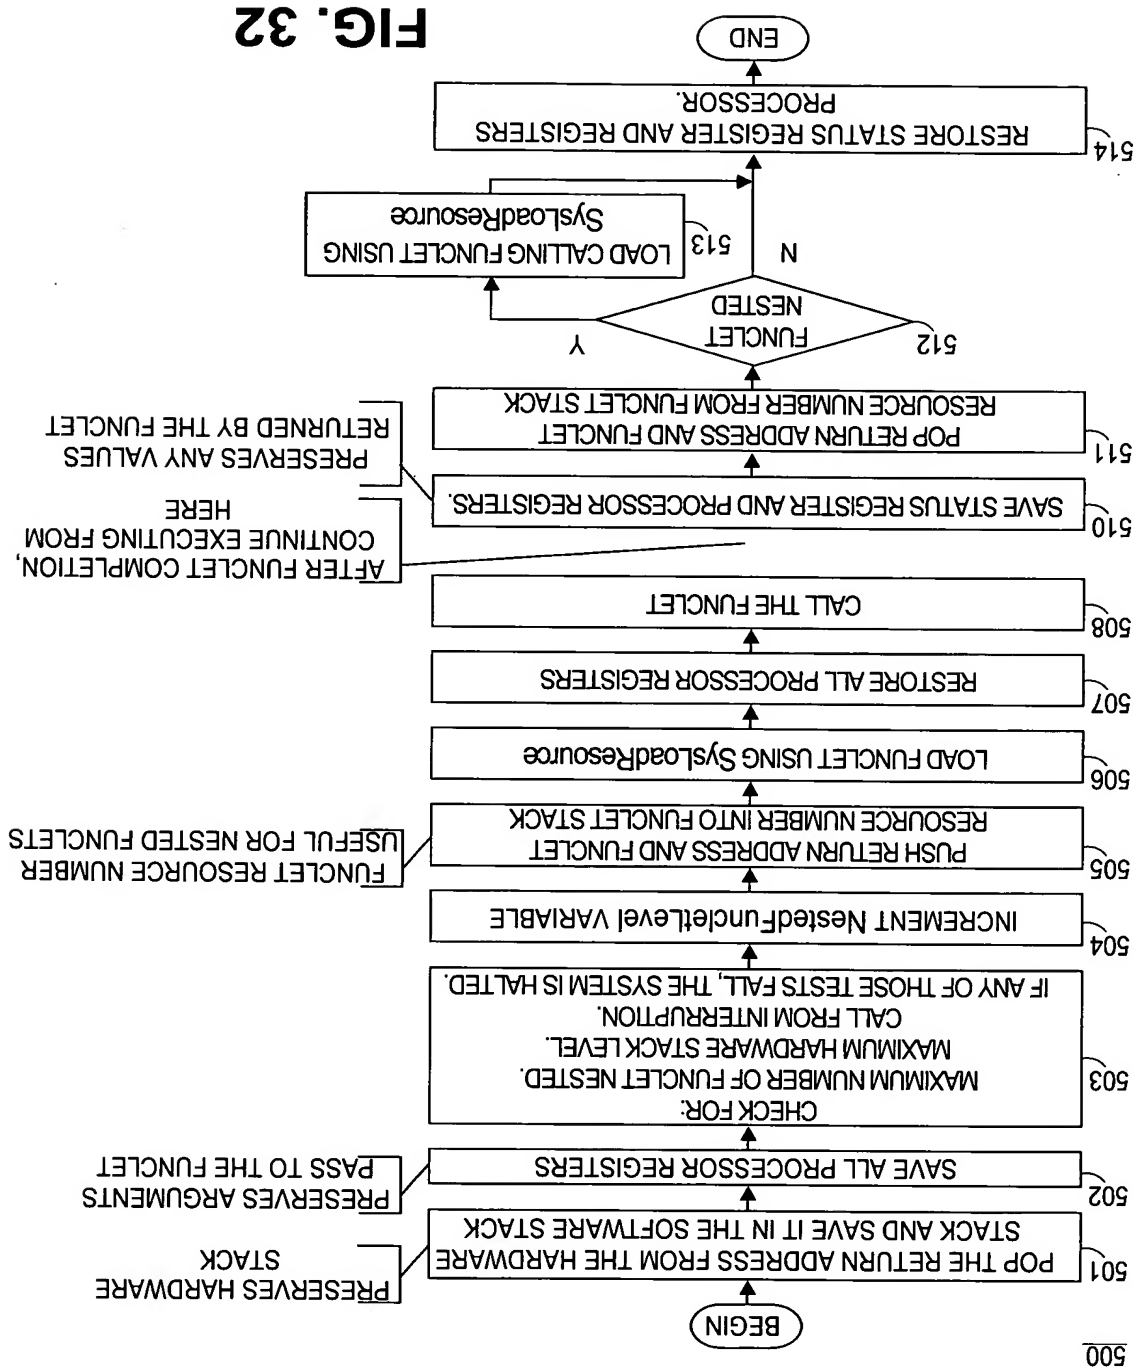 500
BEGIN
501
POP THE RETURN ADDRESS FROM THE HARDWARE
STACK AND SAVE IT IN THE SOFTWARE STACK
PRESERVES HARDWARE
STACK
502
SAVE ALL PROCESSOR REGISTERS
PRESERVES ARGUMENTS
PASS TO THE FUNCLET
503
CHECK FOR:
MAXIMUM NUMBER OF FUNCLET NESTED.
MAXIMUM HARDWARE STACK LEVEL.
CALL FROM INTERRUPTION.
IF ANY OF THOSE TESTS FALL, THE SYSTEM IS HALTED.
504
INCREMENT NestedFuncletLevel VARIABLE
505
PUSH RETURN ADDRESS AND FUNCLET
RESOURCE NUMBER INTO FUNCLET STACK
FUNCLET RESOURCE NUMBER
USEFUL FOR NESTED FUNCLETS
506
LOAD FUNCLET USING SysLoadResource
507
RESTORE ALL PROCESSOR REGISTERS
508
CALL THE FUNCLET
AFTER FUNCLET COMPLETION,
CONTINUE EXECUTING FROM
HERE
510
SAVE STATUS REGISTER AND PROCESSOR REGISTERS.
PRESERVES ANY VALUES
RETURNED BY THE FUNCLET
511
POP RETURN ADDRESS AND FUNCLET
RESOURCE NUMBER FROM FUNCLET STACK
512
FUNCLET
NESTED
Y
N
513
LOAD CALLING FUNCLET USING
SysLoadResource
514
RESTORE STATUS REGISTER AND REGISTERS
PROCESSOR.
END
FIG. 32